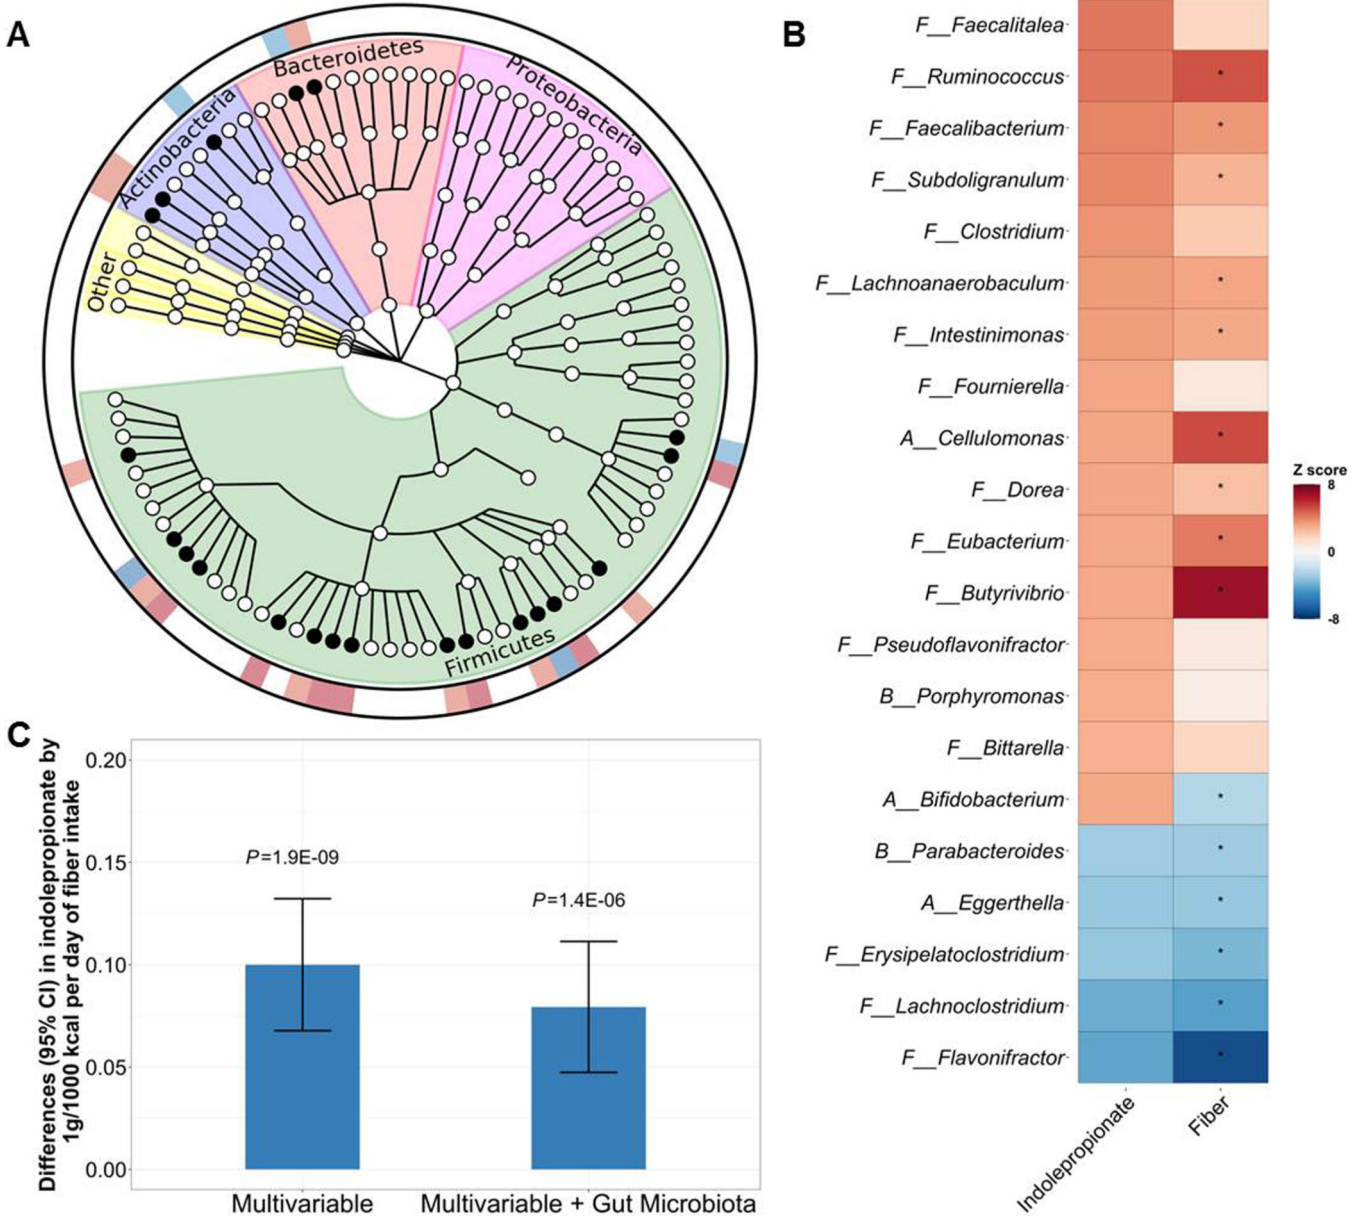 A
Bacteroidetes
Proteobacteria
Actinobacteria
Other
Firmicutes
B
F__Faecalitalea
F__Ruminococcus
*
F__Faecalibacterium
*
F__Subdoligranulum
*
F__Clostridium
F__Lachnoanaerobaculum
*
F__Intestinimonas
*
F__Fournierella
A__Cellulomonas
*
F__Dorea
*
F__Eubacterium
*
F__Butyrivibrio
*
F__Pseudoflavonifractor
B__Porphyromonas
F__Bittarella
A__Bifidobacterium
*
B__Parabacteroides
*
A__Eggerthella
*
F__Erysipelatoclostridium
*
F__Lachnoclostridium
*
F__Flavonifractor
*
Indolepropionate
Fiber
Z score
8
0
-8
C
Differences (95% CI) in indolepropionate by
1g/1000 kcal per day of fiber intake
0.20
0.15
0.10
0.05
0.00
P=1.9E-09
P=1.4E-06
Multivariable
Multivariable + Gut Microbiota